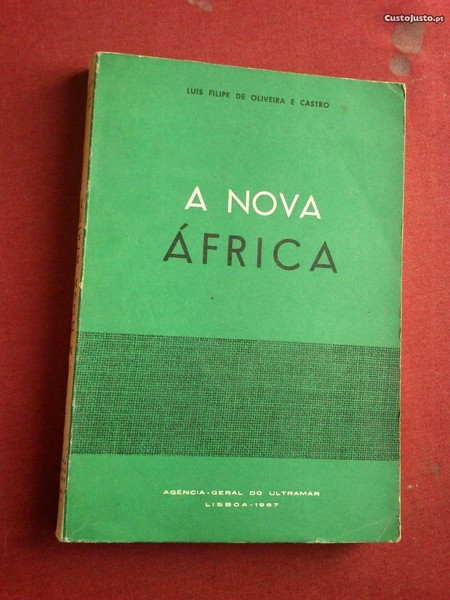 CustoJusto.pt
LUIS FILIPE DE OLIVEIRA E CASTRO
A NOVA
ÁFRICA
AGÊNCIA-GERAL DO ULTRAMAR
LISBOA-1967